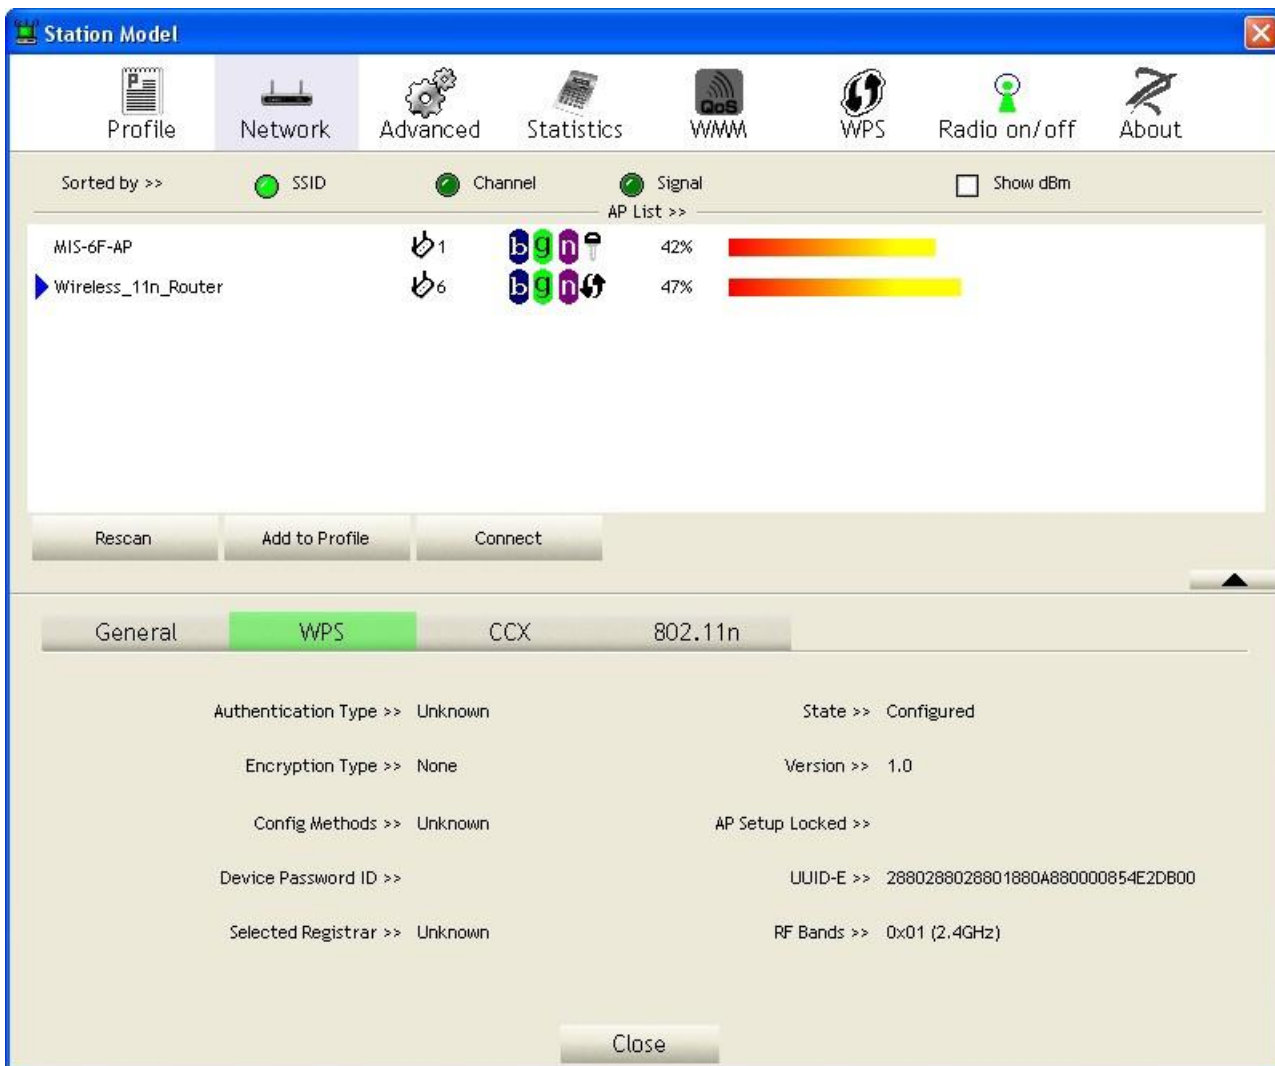 Station Model
Profile Network Advanced Statistics QoS WMM WPS Radio on/off About
Sorted by >> SSID Channel Signal Show dBm
AP List >>
MIS-6F-AP 1 b g n 42%
Wireless_11n_Router 6 b g n 47%
Rescan Add to Profile Connect
General WPS CCX 802.11n
Authentication Type >> Unknown State >> Configured
Encryption Type >> None Version >> 1.0
Config Methods >> Unknown AP Setup Locked >>
Device Password ID >> UUID-E >> 2880288028801880A880000854E2DB00
Selected Registrar >> Unknown RF Bands >> 0x01 (2.4GHz)
Close